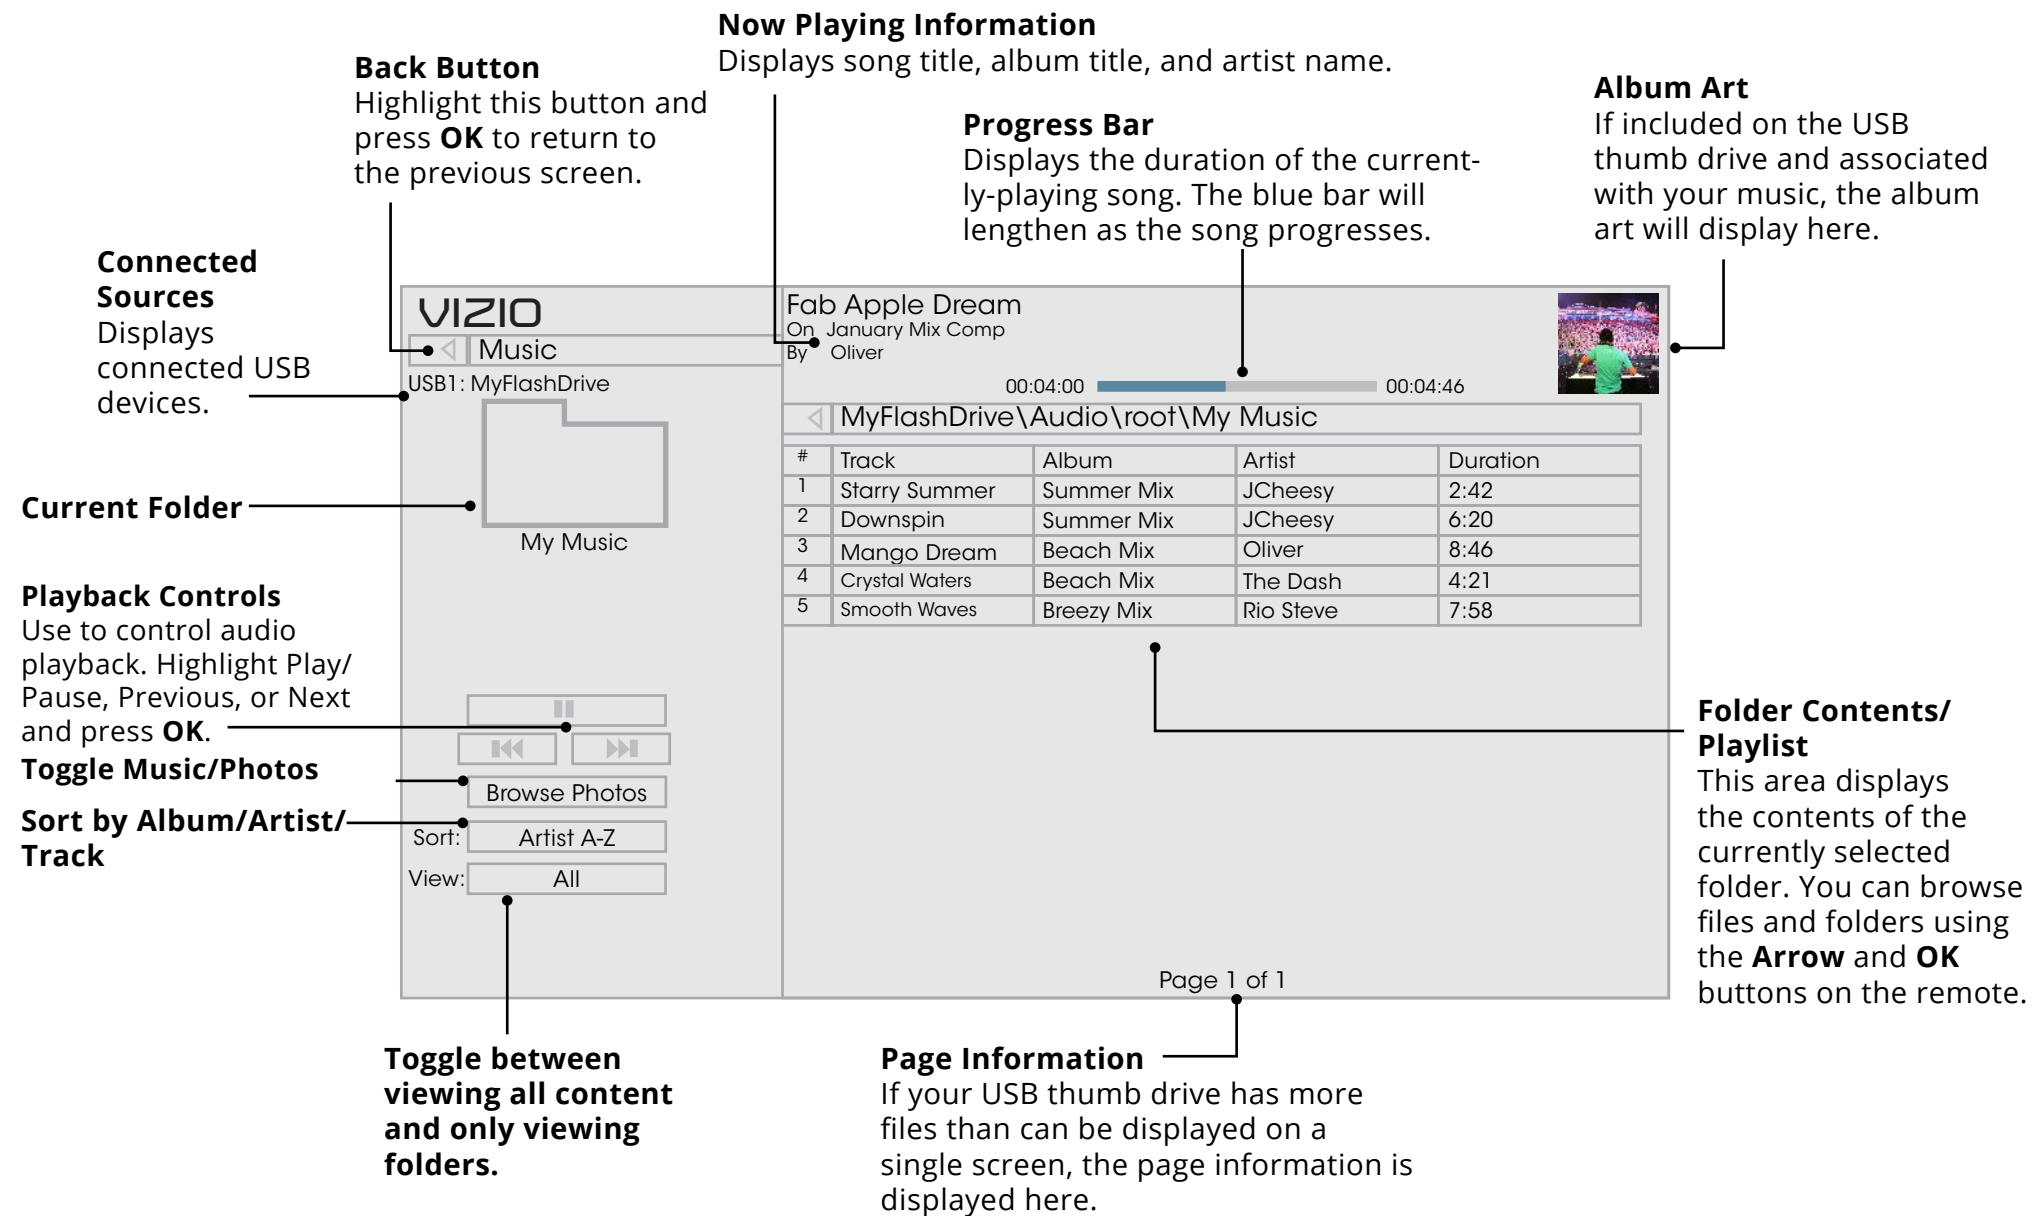 Now Playing Information
Displays song title, album title, and artist name.
Back Button
Highlight this button and
press OK to return to
the previous screen.
Progress Bar
Displays the duration of the current-
ly-playing song. The blue bar will
lengthen as the song progresses.
Album Art
If included on the USB
thumb drive and associated
with your music, the album
art will display here.
Connected
Sources
Displays
connected USB
devices.
Current Folder
Playback Controls
Use to control audio
playback. Highlight Play/
Pause, Previous, or Next
and press OK.
Toggle Music/Photos
Sort by Album/Artist/
Track
VIZIO
Music
USB1: MyFlashDrive
My Music
Browse Photos
Sort: Artist A-Z
View: All
Fab Apple Dream
On January Mix Comp
By Oliver
00:04:00 00:04:46
MyFlashDrive\Audio\root\My Music
# Track Album Artist Duration
1 Starry Summer Summer Mix JCheesy 2:42
2 Downspin Summer Mix JCheesy 6:20
3 Mango Dream Beach Mix Oliver 8:46
4 Crystal Waters Beach Mix The Dash 4:21
5 Smooth Waves Breezy Mix Rio Steve 7:58
Page 1 of 1
Folder Contents/
Playlist
This area displays
the contents of the
currently selected
folder. You can browse
files and folders using
the Arrow and OK
buttons on the remote.
Toggle between
viewing all content
and only viewing
folders.
Page Information
If your USB thumb drive has more
files than can be displayed on a
single screen, the page information is
displayed here.